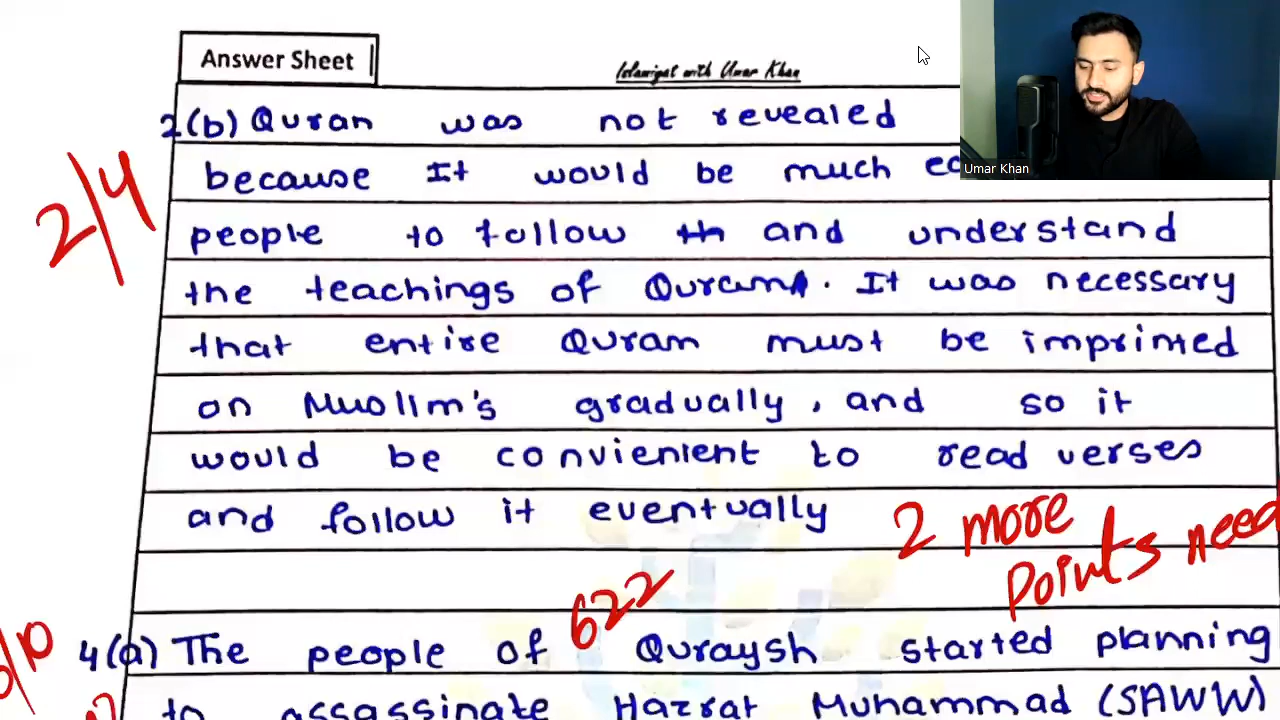 Answer Sheet
Islamiyat with Umar Khan
Umar Khan
2(b) Quran was not revealed
because It would be much
2/4
people to follow and understand
the teachings of Quran. It was necessary
that entire Quran must be imprinted
on Muslim's gradually, and so it
would be convienient to read verses
and follow it eventually
2 more
points need
622
4(a) The people of Quraysh started planning
to assassinate Hazrat Muhammad (SAWW)